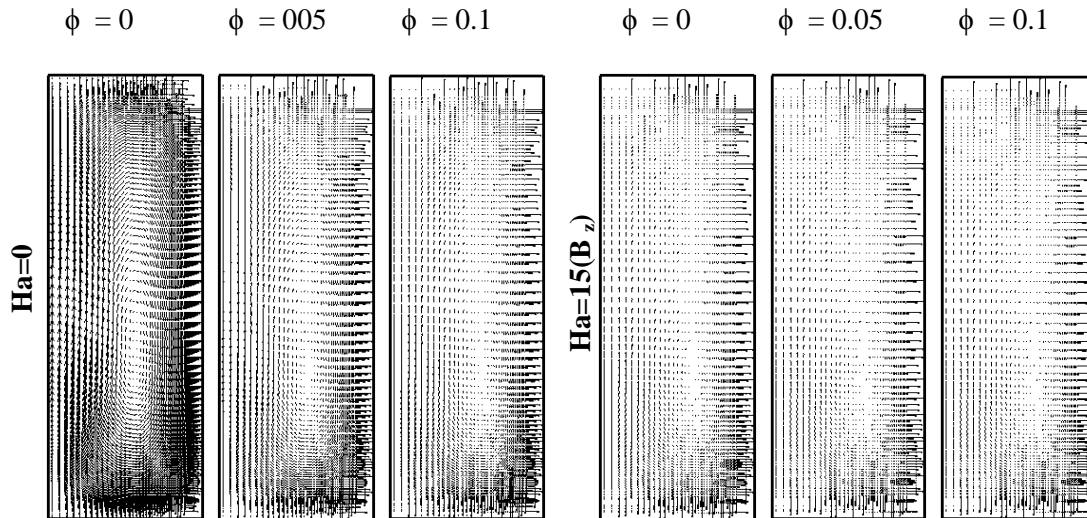 ϕ = 0 ϕ = 005 ϕ = 0.1 ϕ = 0 ϕ = 0.05 ϕ = 0.1
Ha=0
Ha=15(B z)